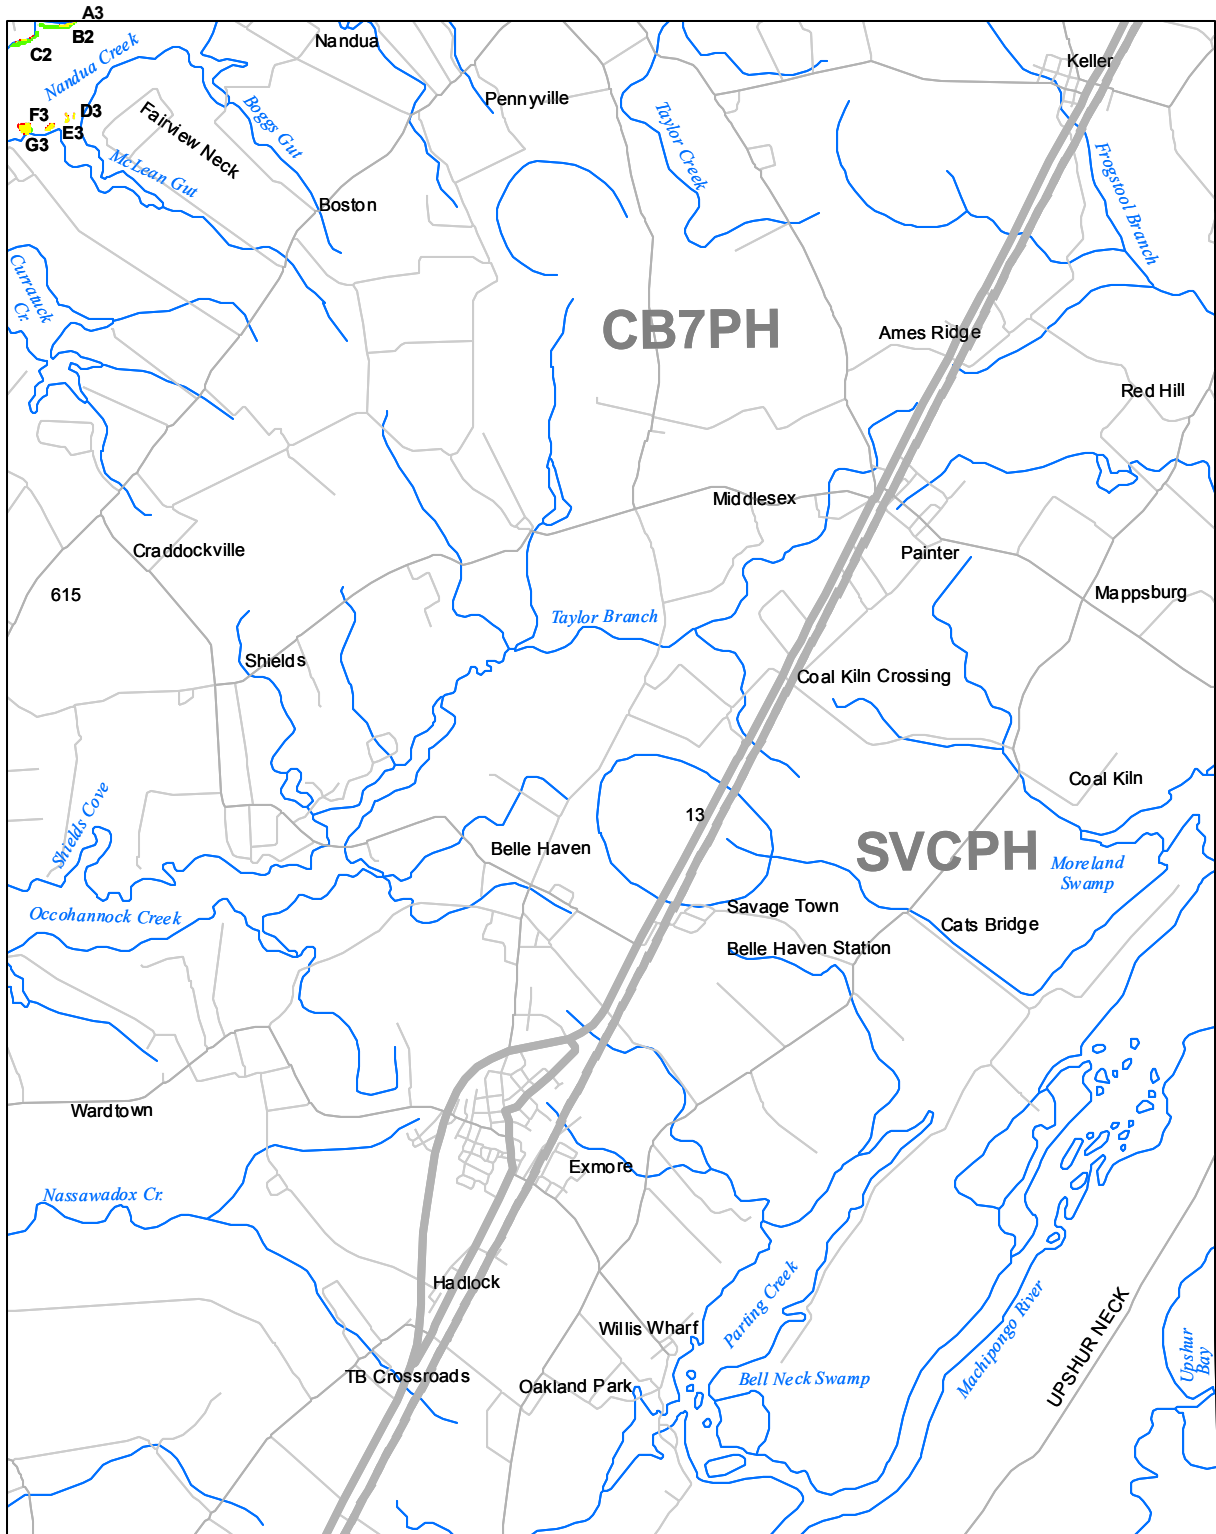 A3
B2
C2
Nandua Creek
Nandua
Keller
Pennyville
F3
D3
E3
G3
Fairview Neck
Boggs Gut
Taylor Creek
McLean Gut
Frogstool Branch
Boston
Curratuck
Cr.
CB7PH
Ames Ridge
Red Hill
Middlesex
Craddockville
Painter
615
Mappsburg
Taylor Branch
Shields
Coal Kiln Crossing
Coal Kiln
Shields Cove
13
Belle Haven
SVCPH
Moreland
Swamp
Occohannock Creek
Savage Town
Cats Bridge
Belle Haven Station
Wardtown
Exmore
Nassawadox Cr.
Hadlock
Parting Creek
Machipongo River
UPSHUR NECK
Willis Wharf
Upshur
Bay
TB Crossroads
Oakland Park
Bell Neck Swamp